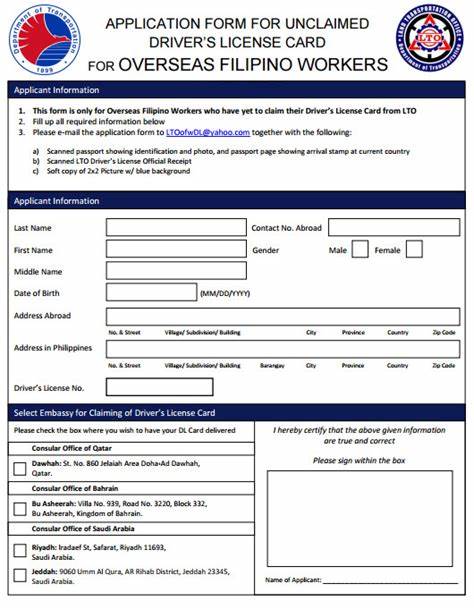 Department of Transportation
1899
LAND TRANSPORTATION OFFICE
LTO
Department of Transportation
APPLICATION FORM FOR UNCLAIMED
DRIVER'S LICENSE CARD
FOR OVERSEAS FILIPINO WORKERS
Applicant Information
1. This form is only for Overseas Filipino Workers who have yet to claim their Driver's License Card from LTO
2. Fill up all required information below
3. Please e-mail the application form to LTOofwDL@yahoo.com together with the following:
a) Scanned passport showing identification and photo, and passport page showing arrival stamp at current country
b) Scanned LTO Driver's License Official Receipt
c) Soft copy of 2x2 Picture w/ blue background
Applicant Information
Last Name Contact No. Abroad
First Name Gender Male Female
Middle Name
Date of Birth (MM/DD/YYYY)
Address Abroad
No. & Street Village/ Subdivision/ Building City Province Country Zip Code
Address in Philippines
No. & Street Village/ Subdivision/ Building Barangay City Province Country Zip Code
Driver's License No.
Select Embassy for Claiming of Driver's License Card
Please check the box where you wish to have your DL Card delivered
Consular Office of Qatar
Dawhah: St. No. 860 Jelaiah Area Doha-Ad Dawhah,
Qatar.
Consular Office of Bahrain
Bu Asheerah: Villa No. 939, Road No. 3220, Block 332,
Bu Asheerah, Kingdom of Bahrain.
Consular Office of Saudi Arabia
Riyadh: Iradaef St, Safarat, Riyadh 11693,
Saudi Arabia.
Jeddah: 9060 Umm Al Qura, AR Rihab District, Jeddah 23345,
Saudi Arabia.
I hereby certify that the above given information
are true and correct
Please sign within the box
Name of Applicant: